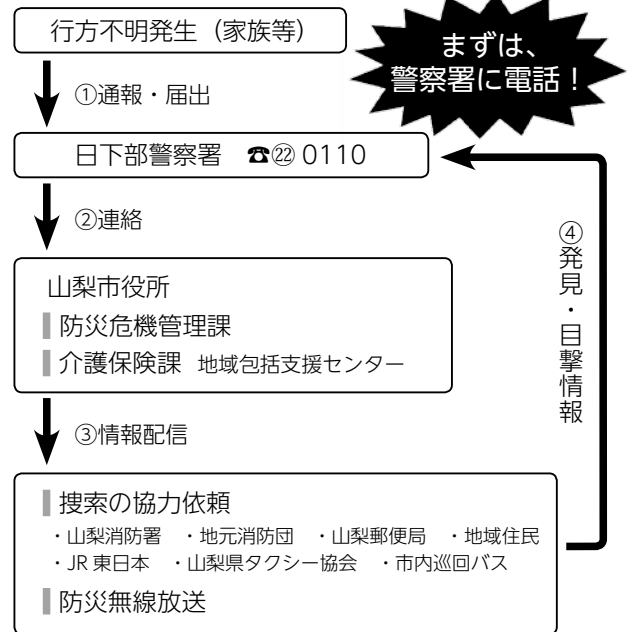 行方不明発生（家族等）
まずは、
警察署に電話！
①通報・届出
日下部警察署　☎㉒ 0110
②連絡
山梨市役所
防災危機管理課
介護保険課　地域包括支援センター
③情報配信
④発見・目撃情報
捜索の協力依頼
・山梨消防署　・地元消防団　・山梨郵便局　・地域住民
・JR 東日本　・山梨県タクシー協会　・市内巡回バス
防災無線放送